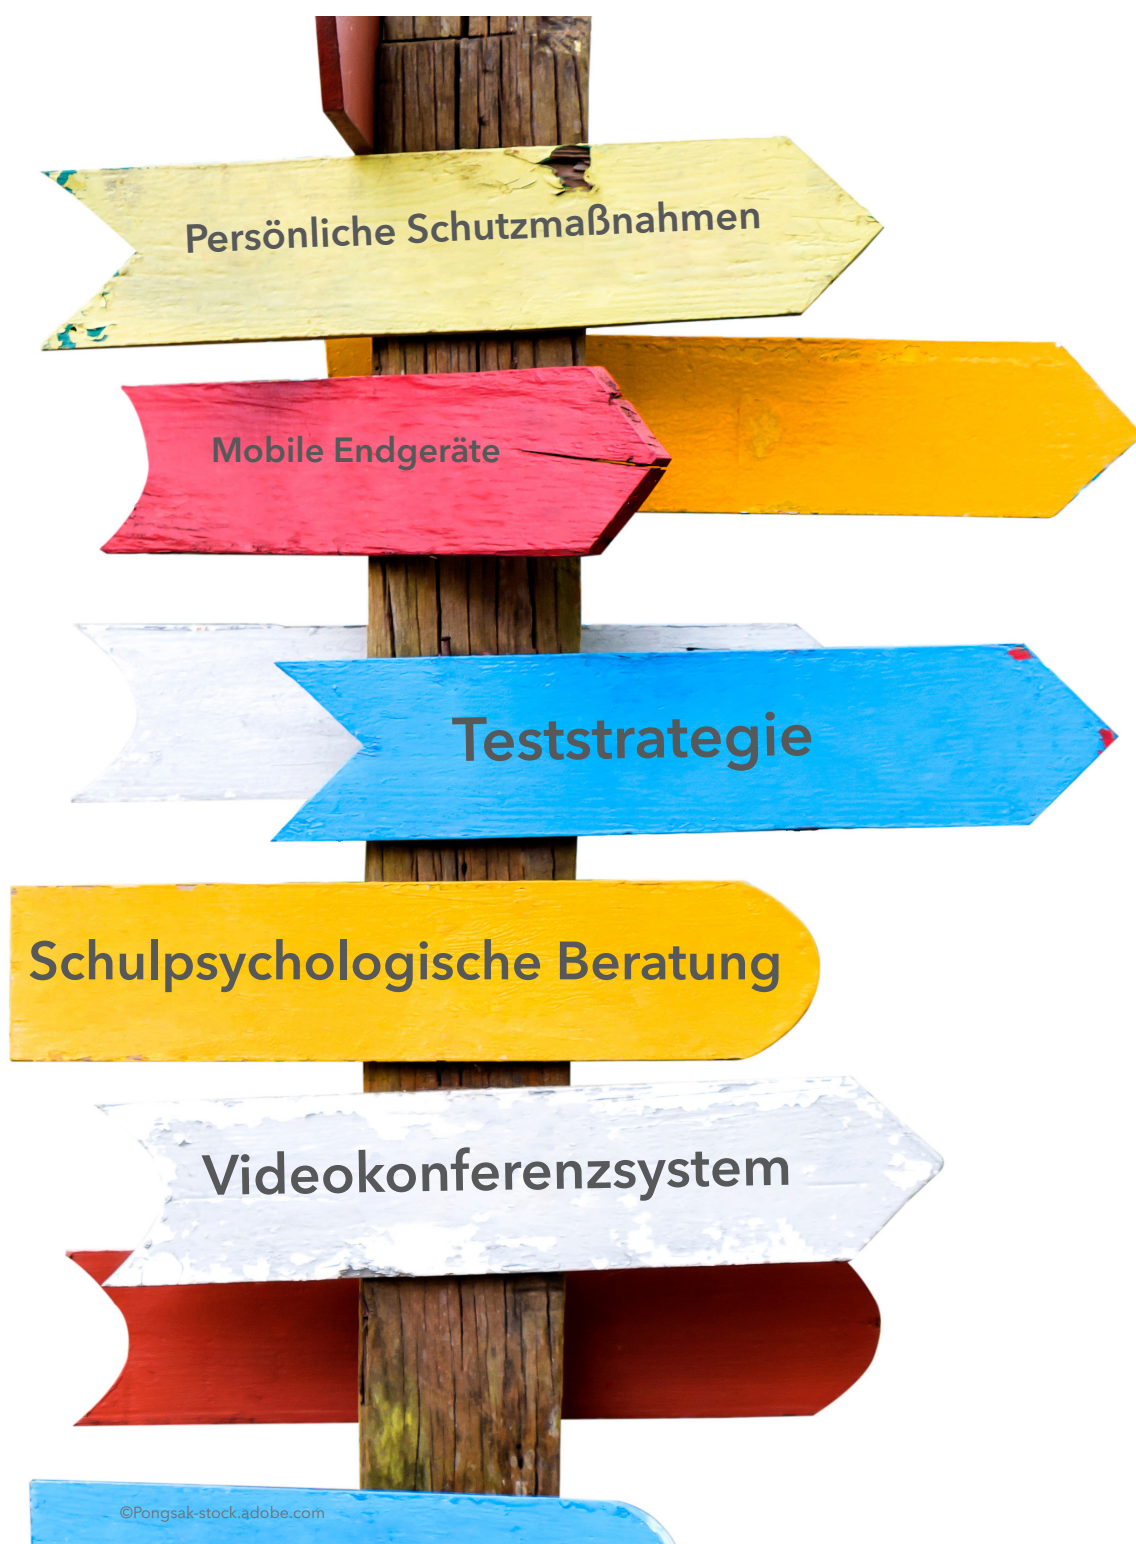 Persönliche Schutzmaßnahmen
Mobile Endgeräte
Teststrategie
Schulpsychologische Beratung
Videokonferenzsystem
©Pongsak-stock.adobe.com